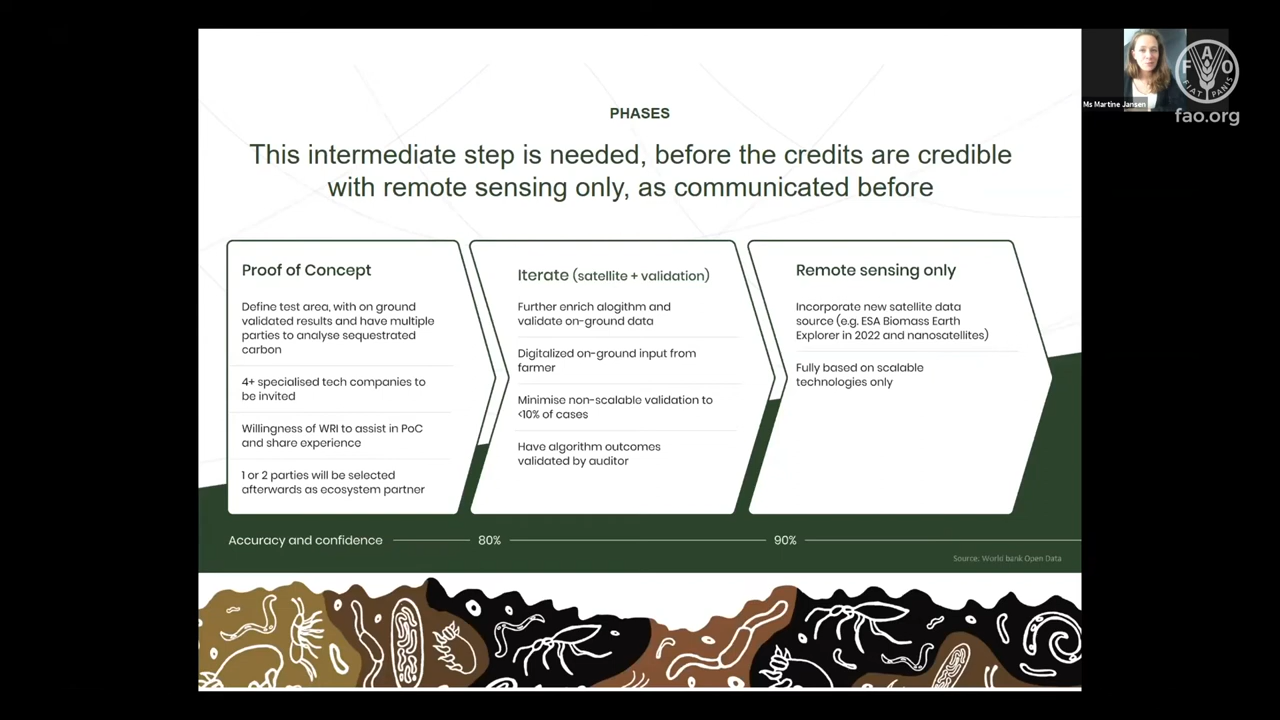 PHASES
This intermediate step is needed, before the credits are credible
with remote sensing only, as communicated before
Proof of Concept
Define test area, with on ground
validated results and have multiple
parties to analyse sequestrated
carbon
4+ specialised tech companies to
be invited
Willingness of WRI to assist in PoC
and share experience
1 or 2 parties will be selected
afterwards as ecosystem partner
Iterate (satellite + validation)
Further enrich alogithm and
validate on-ground data
Digitalized on-ground input from
farmer
Minimise non-scalable validation to
<10% of cases
Have algorithm outcomes
validated by auditor
Remote sensing only
Incorporate new satellite data
source (e.g. ESA Biomass Earth
Explorer in 2022 and nanosatellites)
Fully based on scalable
technologies only
Accuracy and confidence
80%
90%
Source: World bank Open Data
Ms Martine Jansen
F A O
FIAT PANIS
fao.org